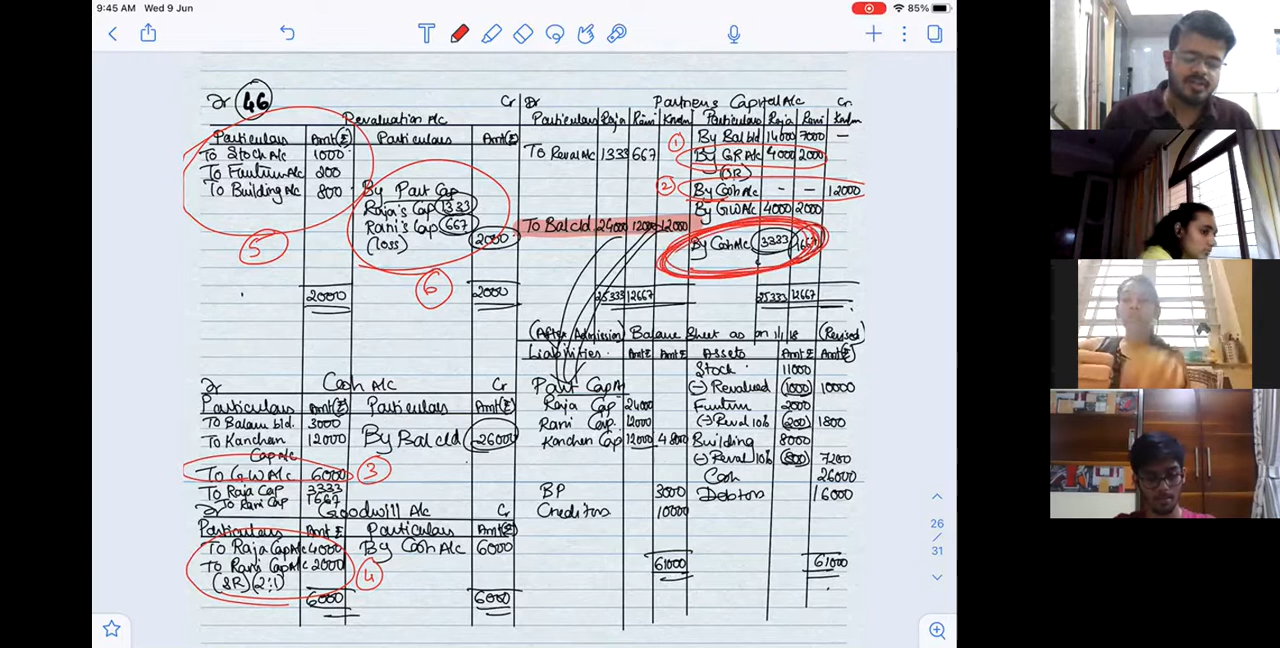 9:45 AM Wed 9 Jun
85%
Dr 46 Cr
Revaluation A/c
Particulars Amt(₹) Particulars Amt(₹)
To Stock A/c 1000
To Furniture A/c 200
To Building A/c 800
By Part Cap
Raja's Cap 1333
Rani's Cap 667
(loss) 2000
5
6
2000 2000
Dr Partners Capital A/c Cr
Particulars Raja Rani Particulars Raja Rani
By Bal b/d 14000 7000 —
To Reval A/c 1333 667
1 By GR A/c 4000 2000
(OR)
2 By Cash A/c - - 12000
By GW A/c 4000 2000
To Bal c/d 24000 12000 12000
By Cash A/c 3333 1667
25333 12667 25333 12667
(After Admission) Balance Sheet as on 1/1/18 (Revised)
Liabilities. Amt ₹ Amt ₹ Assets Amt ₹ Amt ₹
Stock 11000
(-) Revalued (1000) 10000
Part Cap A/c
Raja Cap 24000
Furniture 2000
Rani Cap. 12000
(-) Reval 10% (200) 1800
Kanchen Cap 12000 48000
Building 8000
(-) Reval 10% (800) 7200
Cash 26000
BP 3000
Debtors 16000
Creditors 10000
61000 61000
Dr Cash A/c Cr
Particulars Amt(₹) Particulars Amt(₹)
To Balance b/d. 3000
To Kanchen 12000
Cap A/c
By Bal c/d 26000
To GW A/c 6000 3
To Raja Cap 3333
To Rani Cap 1667
Dr Goodwill A/c Cr
Particulars Amt ₹ Particulars Amt(₹)
To Raja Cap A/c 4000 By Cash A/c 6000
To Rani Cap A/c 2000
(SR) (2:1) 4
6000 6000
26
/
31